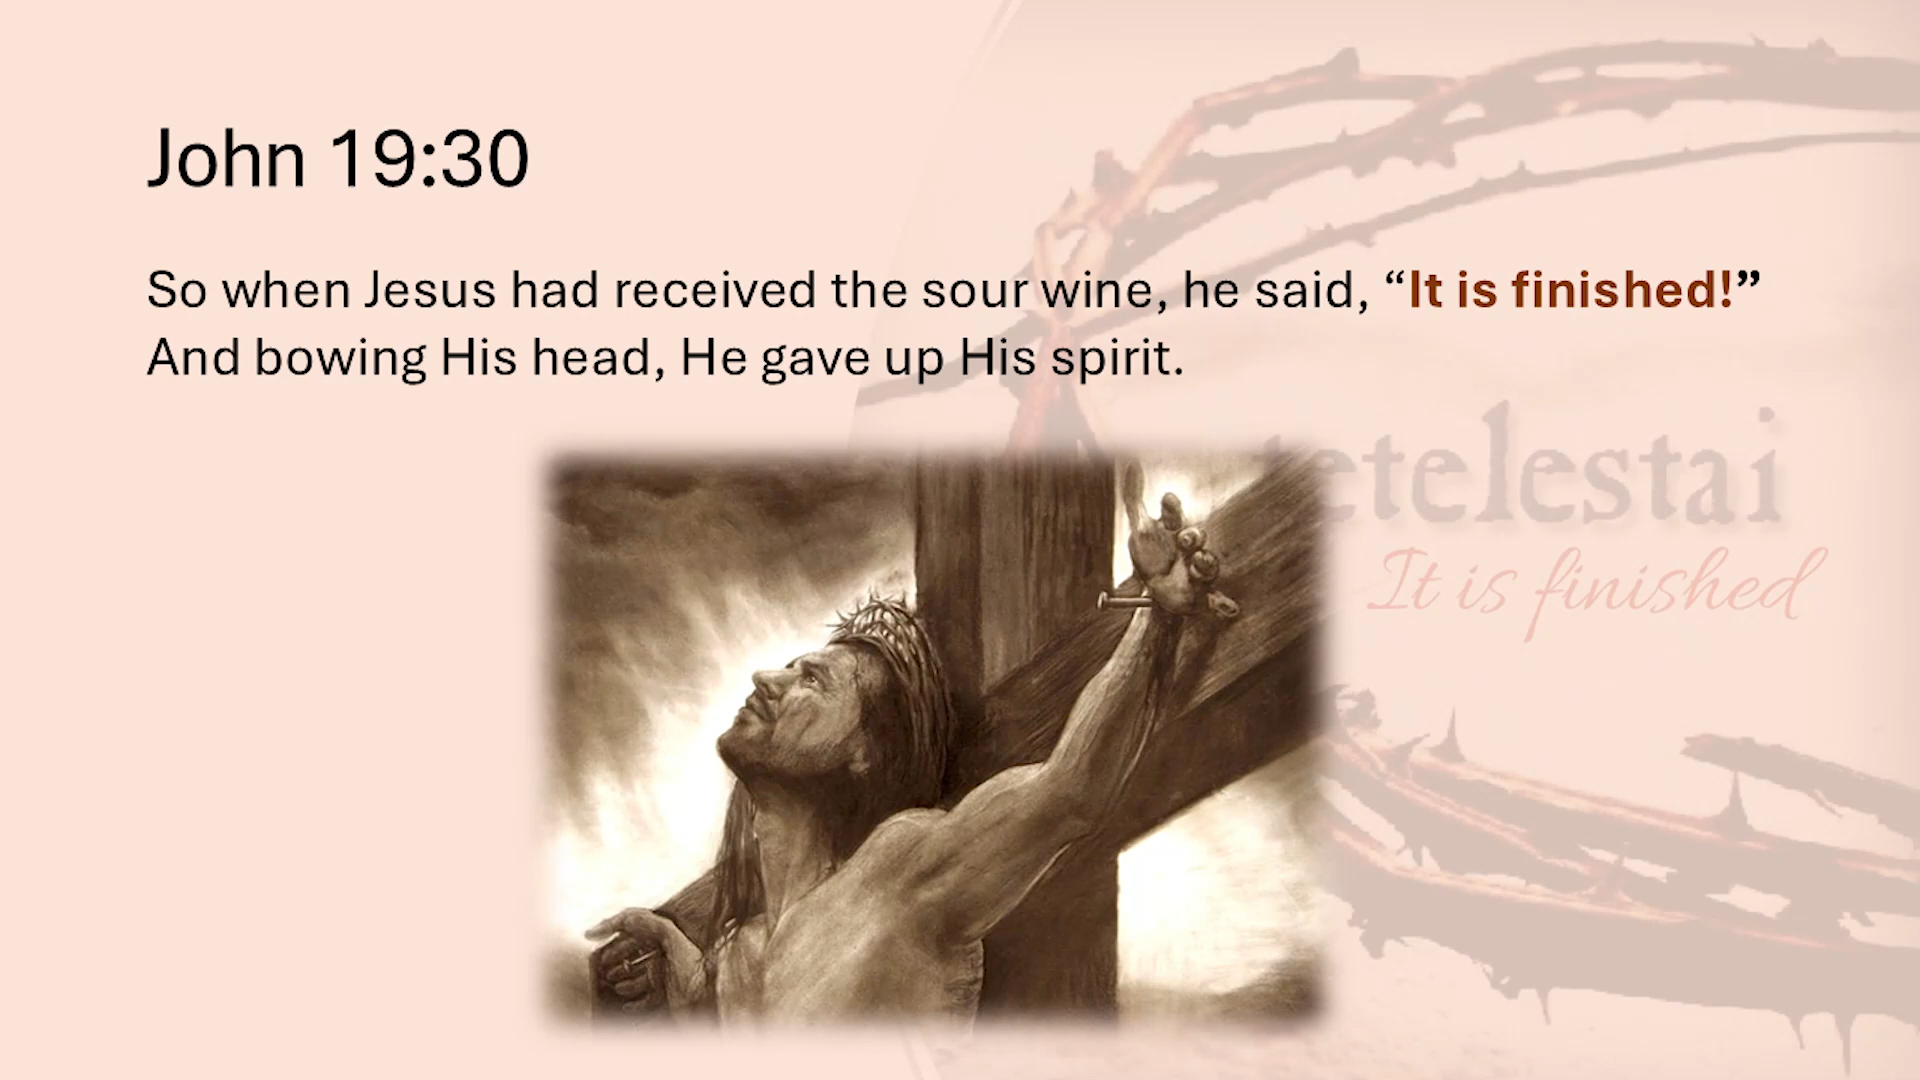 John 19:30
So when Jesus had received the sour wine, he said, “It is finished!”
And bowing His head, He gave up His spirit.
tetelestai
It is finished